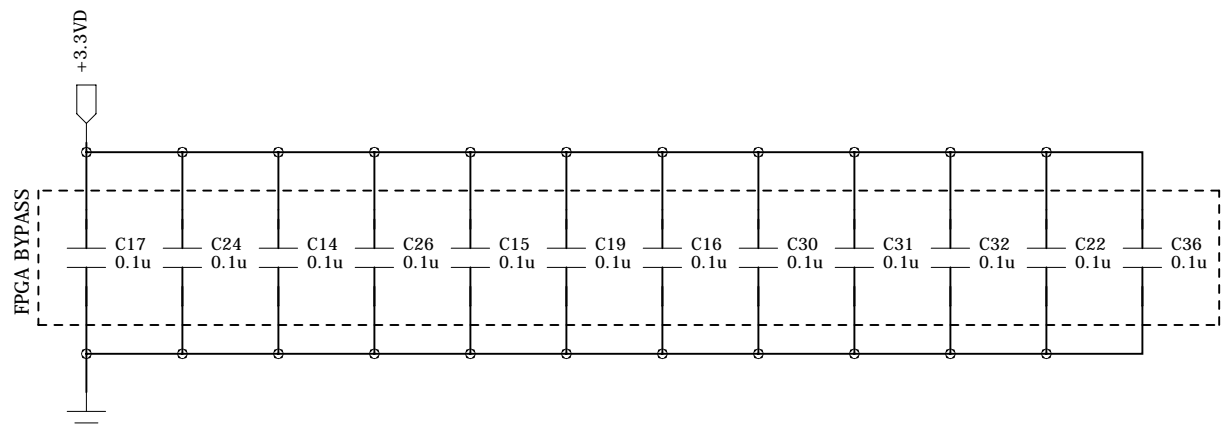 +3.3VD
FPGA BYPASS
C17
0.1u
C24
0.1u
C14
0.1u
C26
0.1u
C15
0.1u
C19
0.1u
C16
0.1u
C30
0.1u
C31
0.1u
C32
0.1u
C22
0.1u
C36
0.1u